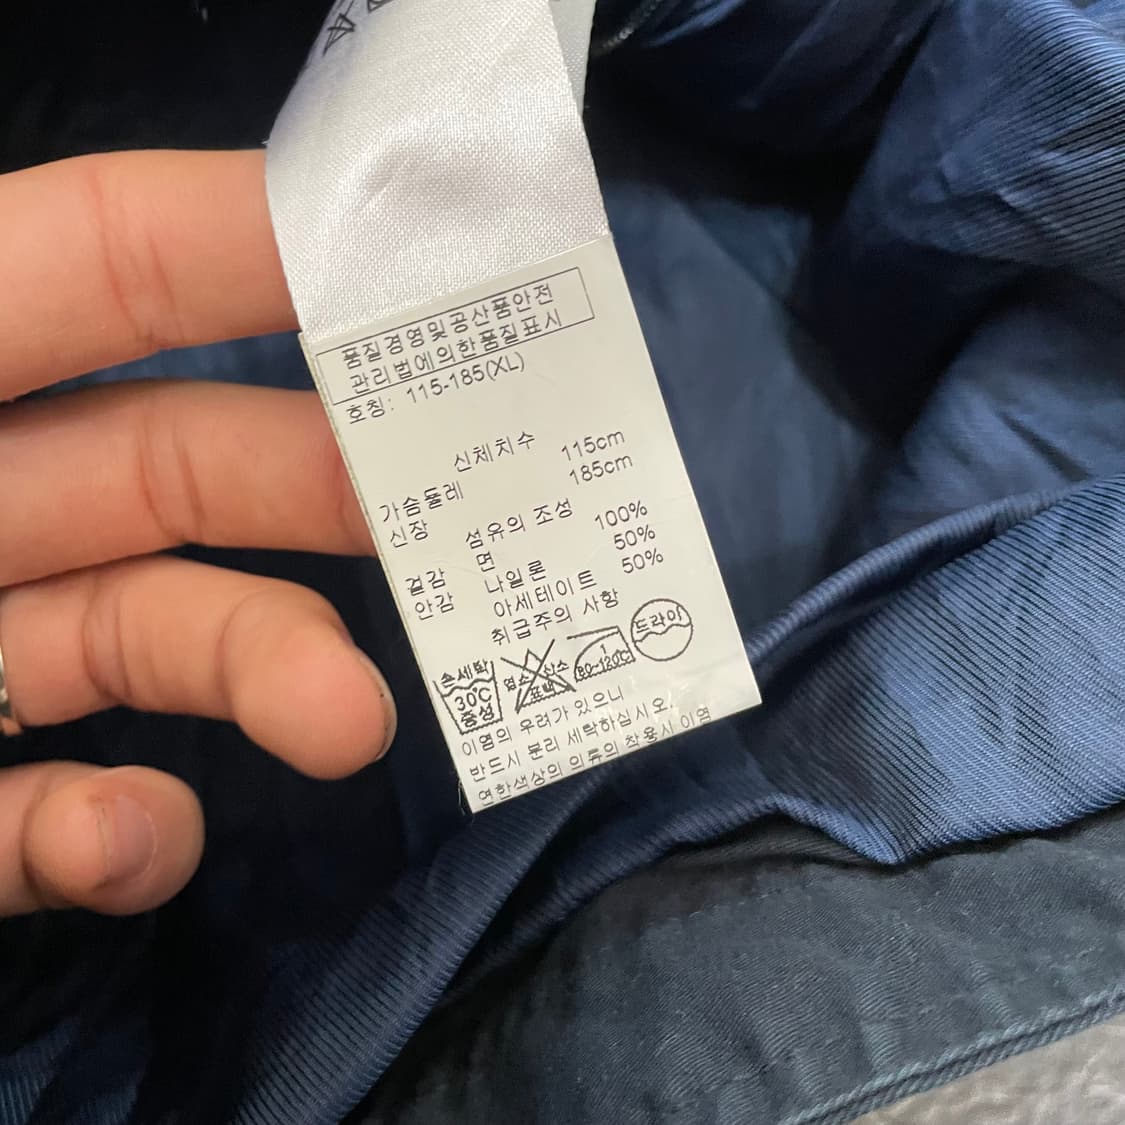 품질경영및공산품안전
관리법에의한품질표시
호칭: 115-185(XL)
신체치수
가슴둘레 115cm
신장 185cm
섬유의 조성
겉감 면 100%
안감 나일론 50%
아세테이트 50%
취급주의 사항
손세탁 30℃ 중성
염소 산소 표백
1 80~120℃
드라이
이염의 우려가 있으니
반드시 분리 세탁하십시오.
연한색상의 의류의 착용시 이염